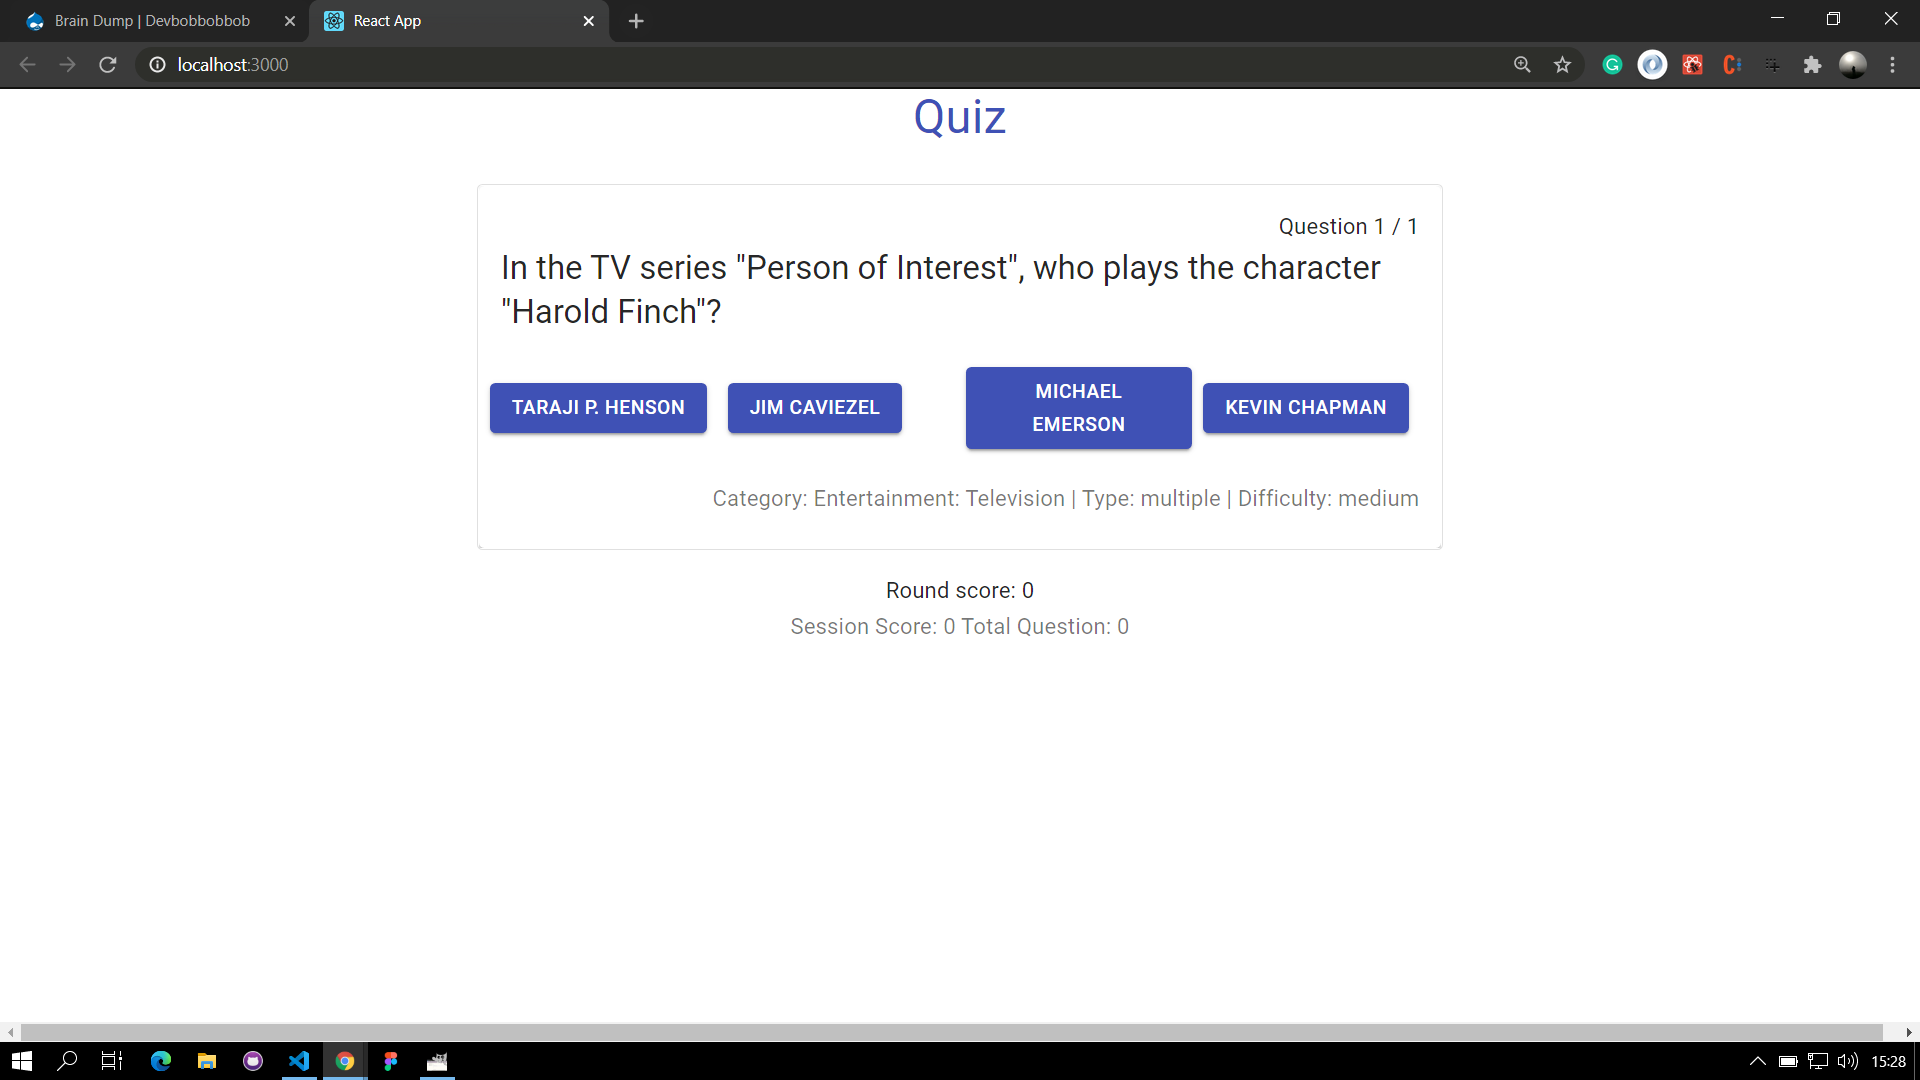 Brain Dump | Devbobbobbob
React App
localhost:3000
Quiz
Question 1 / 1
In the TV series "Person of Interest", who plays the character
"Harold Finch"?
TARAJI P. HENSON
JIM CAVIEZEL
MICHAEL
EMERSON
KEVIN CHAPMAN
Category: Entertainment: Television | Type: multiple | Difficulty: medium
Round score: 0
Session Score: 0 Total Question: 0
15:28